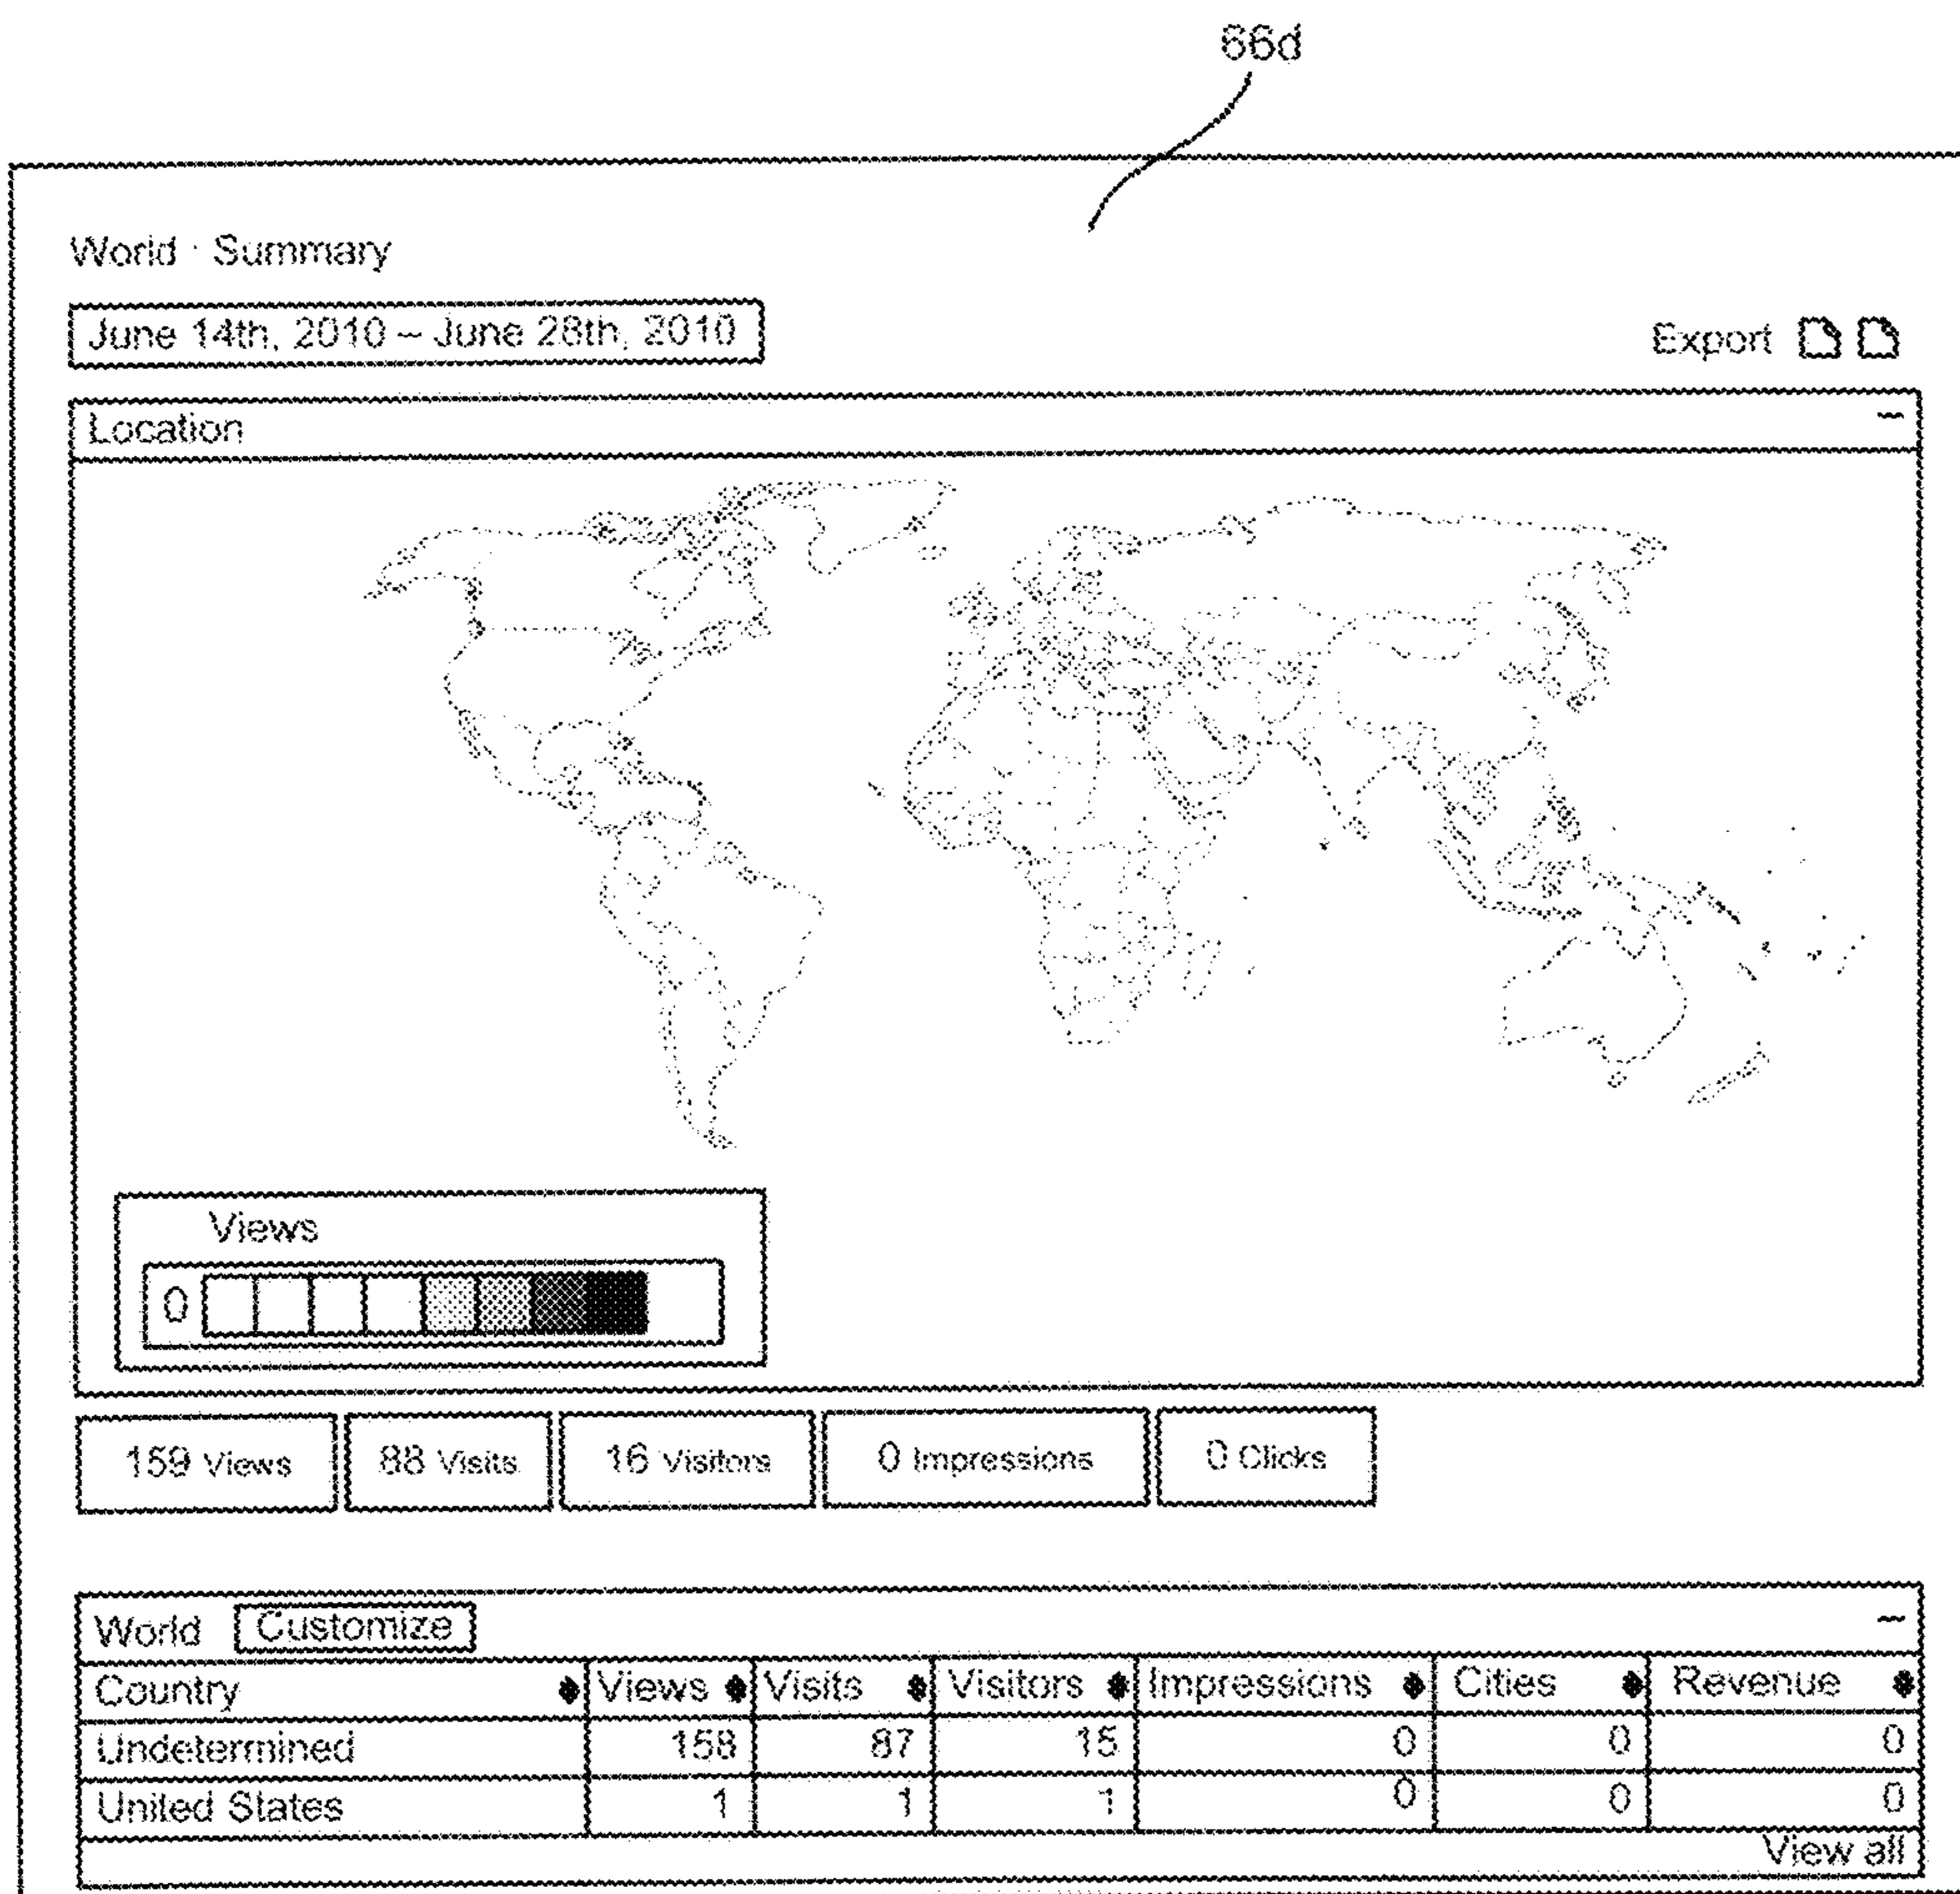 66d
World · Summary
June 14th, 2010 – June 28th, 2010
Export
Location
Views
0
159 Views 88 Visits 16 Visitors 0 Impressions 0 Clicks
World Customize
Country Views Visits Visitors Impressions Cities Revenue
Undetermined 158 87 15 0 0 0
United States 1 1 1 0 0 0
View all